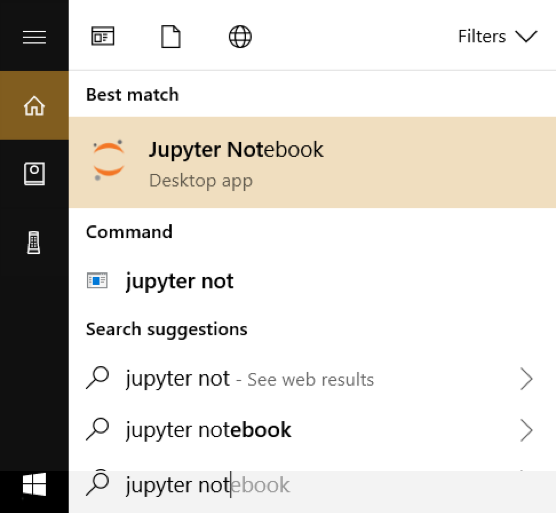 Filters
Best match
Jupyter Notebook
Desktop app
Command
jupyter not
Search suggestions
jupyter not - See web results
jupyter notebook
jupyter notebook